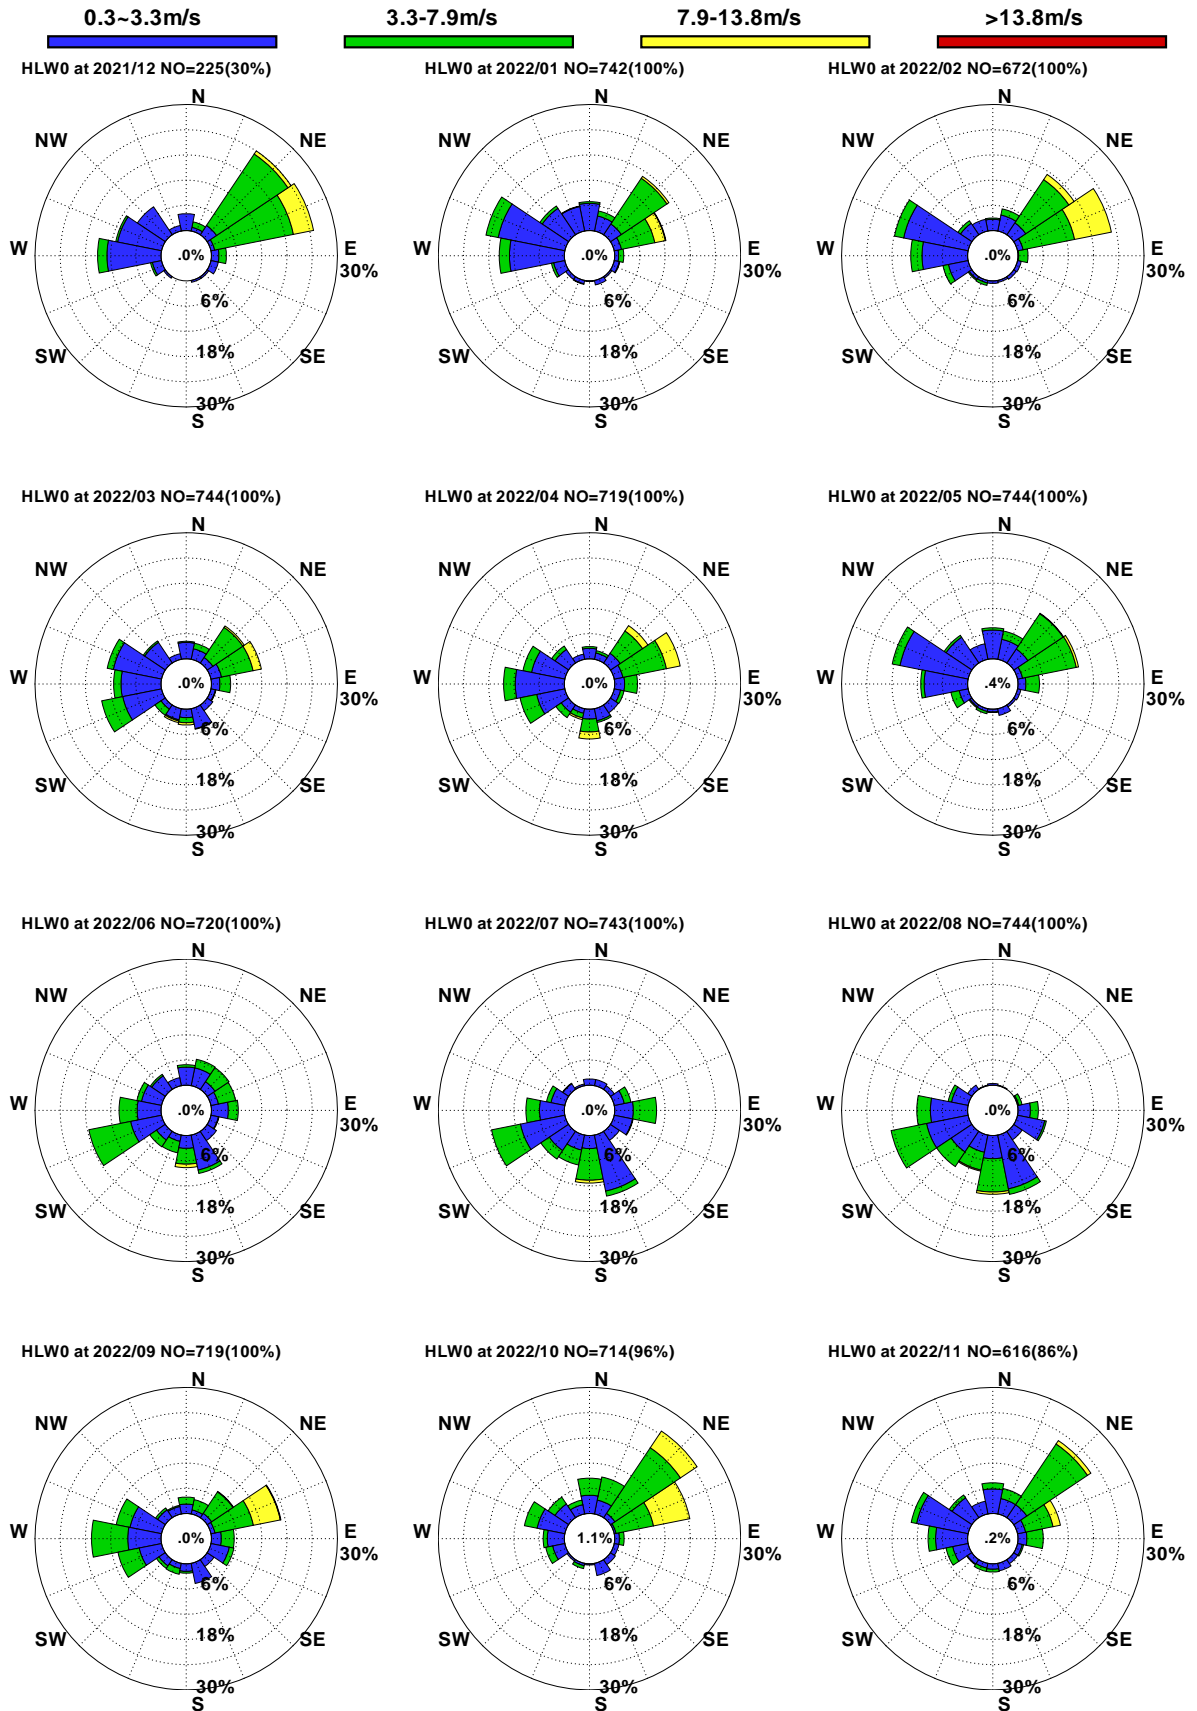 0.3~3.3m/s 3.3-7.9m/s 7.9-13.8m/s >13.8m/s
HLW0 at 2021/12 NO=225(30%) HLW0 at 2022/01 NO=742(100%) HLW0 at 2022/02 NO=672(100%)
N N N
NW NE NW NE NW NE
W .0% E W .0% E W .0% E
30% 30% 30%
6% 6% 6%
SW 18% SE SW 18% SE SW 18% SE
30% 30% 30%
S S S
HLW0 at 2022/03 NO=744(100%) HLW0 at 2022/04 NO=719(100%) HLW0 at 2022/05 NO=744(100%)
N N N
NW NE NW NE NW NE
W .0% E W .0% E W .4% E
30% 30% 30%
6% 6% 6%
SW 18% SE SW 18% SE SW 18% SE
30% 30% 30%
S S S
HLW0 at 2022/06 NO=720(100%) HLW0 at 2022/07 NO=743(100%) HLW0 at 2022/08 NO=744(100%)
N N N
NW NE NW NE NW NE
W .0% E W .0% E W .0% E
30% 30% 30%
6% 6% 6%
SW 18% SE SW 18% SE SW 18% SE
30% 30% 30%
S S S
HLW0 at 2022/09 NO=719(100%) HLW0 at 2022/10 NO=714(96%) HLW0 at 2022/11 NO=616(86%)
N N N
NW NE NW NE NW NE
W .0% E W 1.1% E W .2% E
30% 30% 30%
6% 6% 6%
SW 18% SE SW 18% SE SW 18% SE
30% 30% 30%
S S S